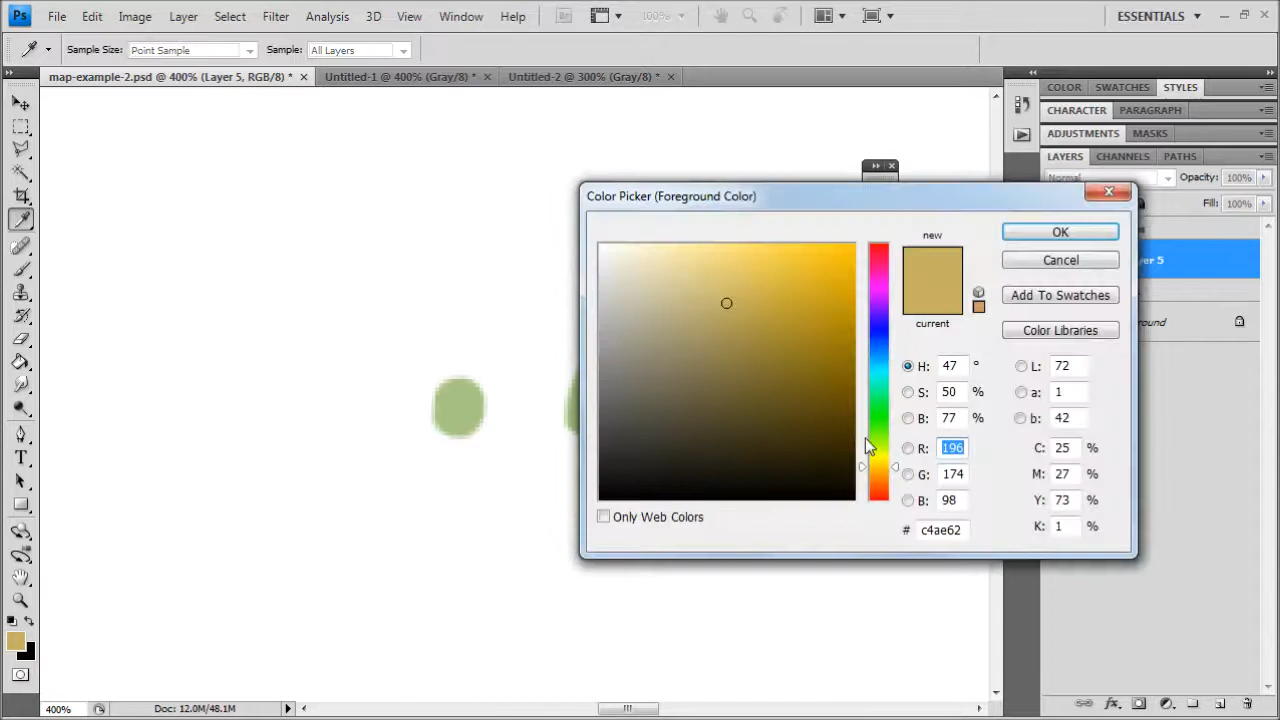 Ps File Edit Image Layer Select Filter Analysis 3D View Window Help Br 100% ESSENTIALS
Sample Size: Point Sample Sample: All Layers
map-example-2.psd @ 400% (Layer 5, RGB/8) * Untitled-1 @ 400% (Gray/8) * Untitled-2 @ 300% (Gray/8) *
COLOR SWATCHES STYLES
CHARACTER PARAGRAPH
ADJUSTMENTS MASKS
LAYERS CHANNELS PATHS
Normal Opacity: 100%
Fill: 100%
Color Picker (Foreground Color)
new
OK
Cancel
Add To Swatches
current
Color Libraries
H: 47 ° L: 72
S: 50 % a: 1
B: 77 % b: 42
R: 196 C: 25 %
G: 174 M: 27 %
B: 98 Y: 73 %
# c4ae62 K: 1 %
Only Web Colors
T
400% Doc: 12.0M/48.1M
fx